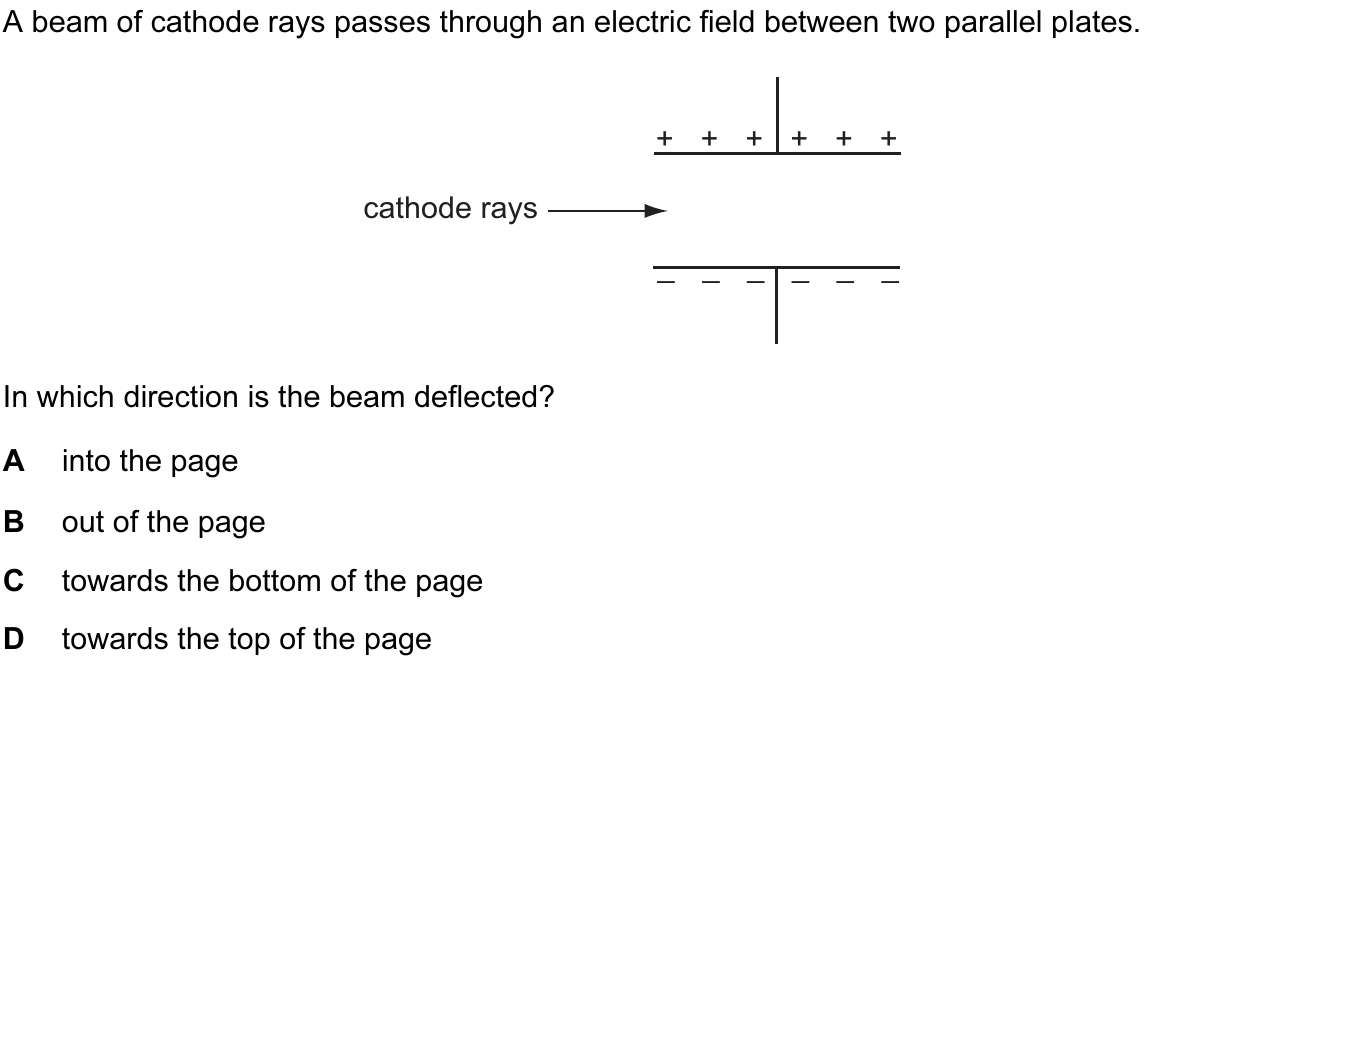 A beam of cathode rays passes through an electric field between two parallel plates.
+ + + + + +
cathode rays
– – – – – –
In which direction is the beam deflected?
A into the page
B out of the page
C towards the bottom of the page
D towards the top of the page